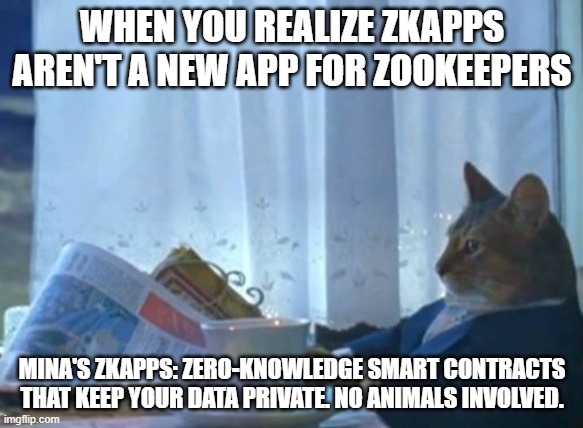 WHEN YOU REALIZE ZKAPPS
AREN'T A NEW APP FOR ZOOKEEPERS
MINA'S ZKAPPS: ZERO-KNOWLEDGE SMART CONTRACTS
THAT KEEP YOUR DATA PRIVATE. NO ANIMALS INVOLVED.
imgflip.com